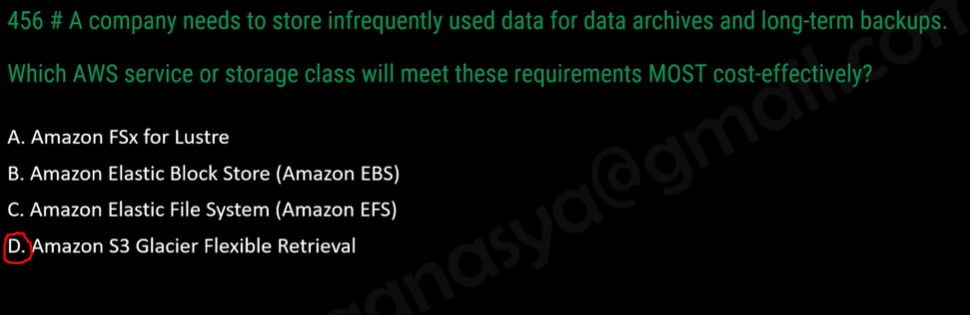 456 # A company needs to store infrequently used data for data archives and long-term backups.
Which AWS service or storage class will meet these requirements MOST cost-effectively?
A. Amazon FSx for Lustre
B. Amazon Elastic Block Store (Amazon EBS)
C. Amazon Elastic File System (Amazon EFS)
D. Amazon S3 Glacier Flexible Retrieval